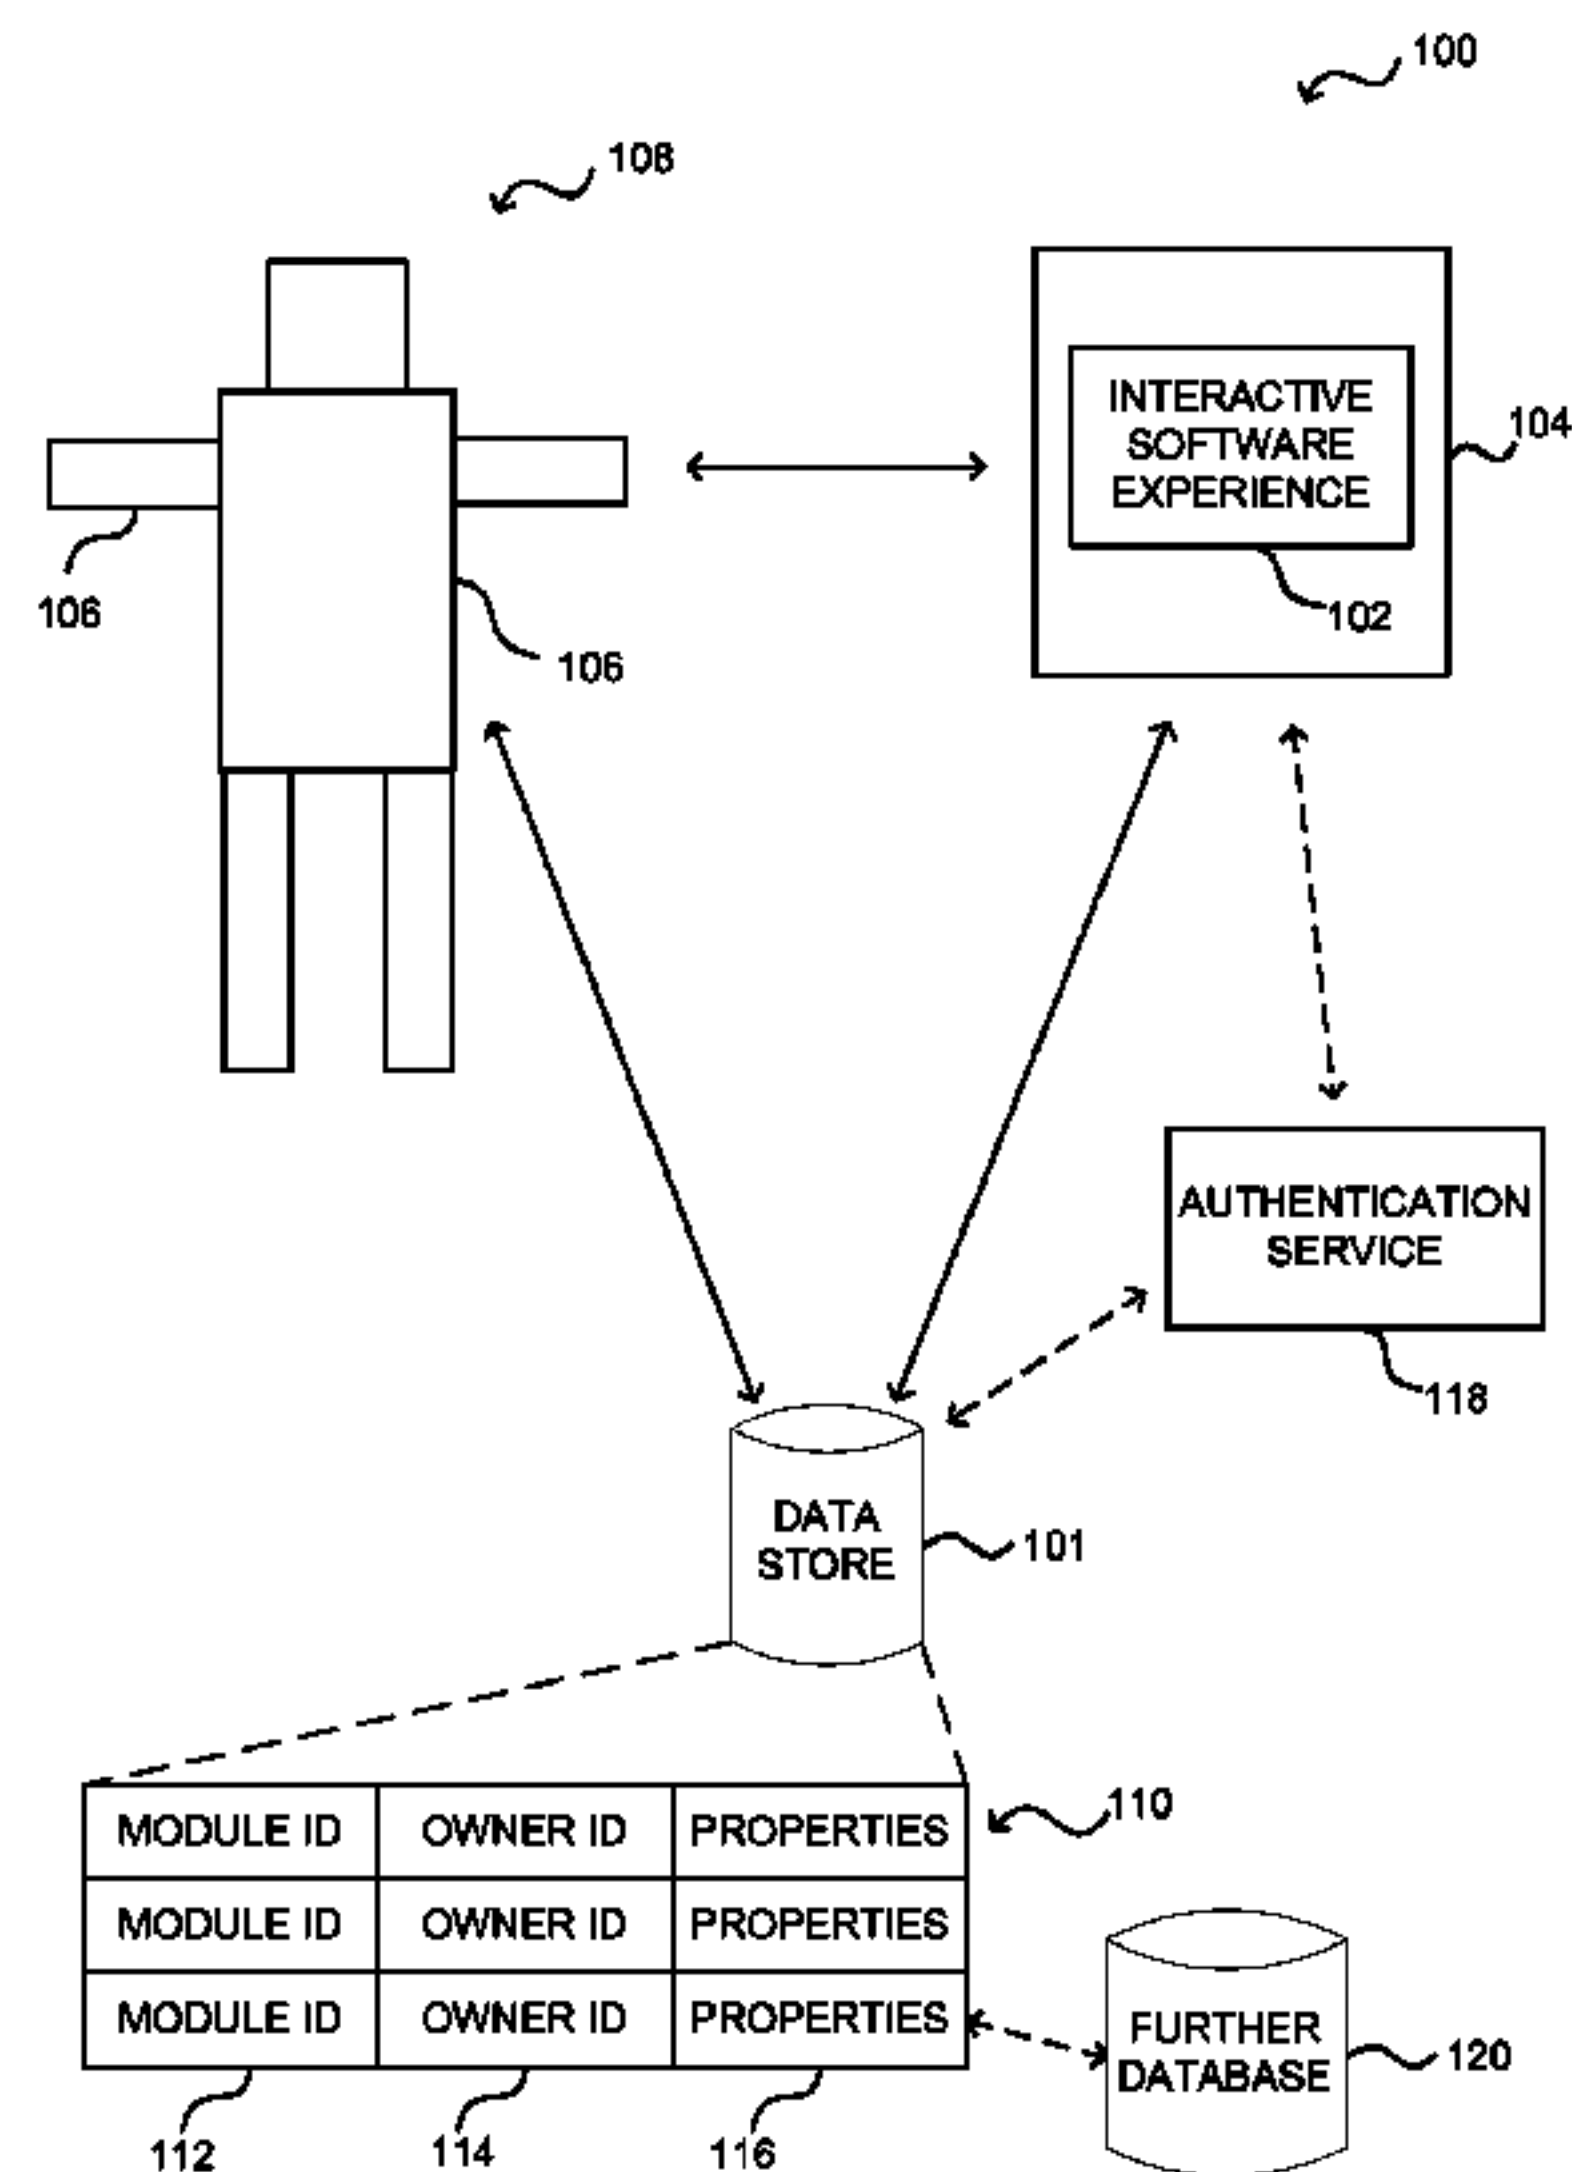 100
108
INTERACTIVE
SOFTWARE
EXPERIENCE
104
102
106
106
AUTHENTICATION
SERVICE
118
DATA
STORE
101
MODULE ID OWNER ID PROPERTIES
110
MODULE ID OWNER ID PROPERTIES
MODULE ID OWNER ID PROPERTIES
FURTHER
DATABASE
120
112 114 116